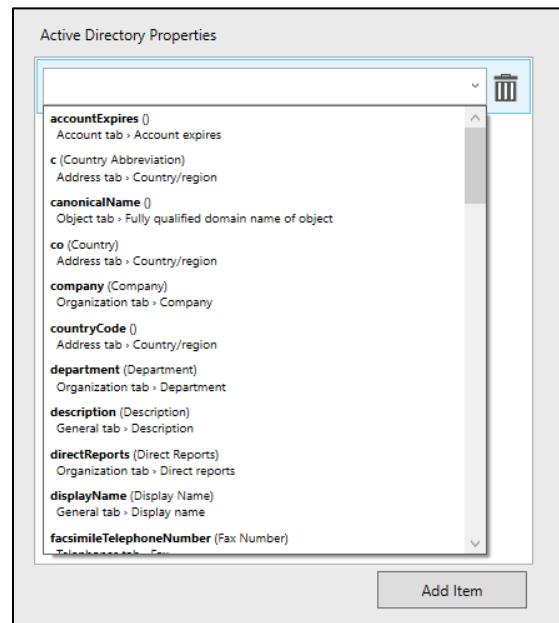 Active Directory Properties
accountExpires ()
Account tab › Account expires
c (Country Abbreviation)
Address tab › Country/region
canonicalName ()
Object tab › Fully qualified domain name of object
co (Country)
Address tab › Country/region
company (Company)
Organization tab › Company
countryCode ()
Address tab › Country/region
department (Department)
Organization tab › Department
description (Description)
General tab › Description
directReports (Direct Reports)
Organization tab › Direct reports
displayName (Display Name)
General tab › Display name
facsimileTelephoneNumber (Fax Number)
Telephones tab › Fax
Add Item